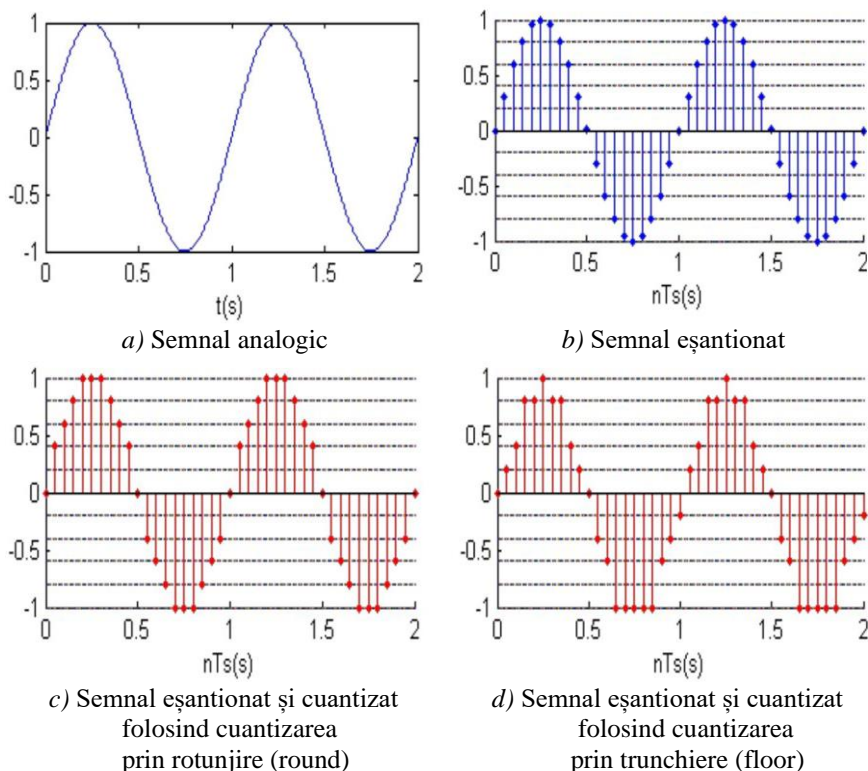 1
0.5
0
-0.5
-1
0 0.5 1 1.5 2
t(s)
a) Semnal analogic
1
0.5
0
-0.5
-1
0 0.5 1 1.5 2
nTs(s)
b) Semnal eșantionat
1
0.5
0
-0.5
-1
0 0.5 1 1.5 2
nTs(s)
c) Semnal eșantionat și cuantizat
folosind cuantizarea
prin rotunjire (round)
1
0.5
0
-0.5
-1
0 0.5 1 1.5 2
nTs(s)
d) Semnal eșantionat și cuantizat
folosind cuantizarea
prin trunchiere (floor)